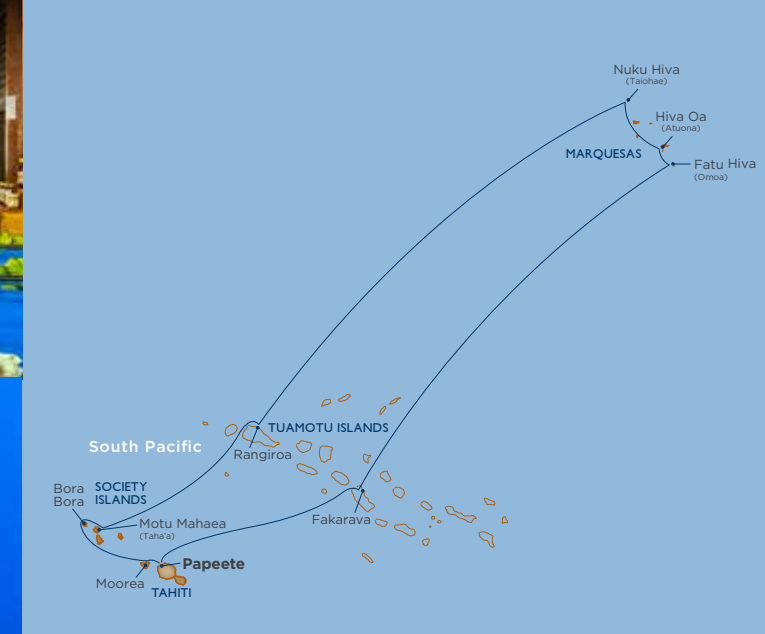 Nuku Hiva
(Taiohae)
Hiva Oa
(Atuona)
MARQUESAS
Fatu Hiva
(Omoa)
TUAMOTU ISLANDS
South Pacific
Rangiroa
Bora
Bora
SOCIETY
ISLANDS
Motu Mahaea
(Taha'a)
Fakarava
Papeete
Moorea
TAHITI